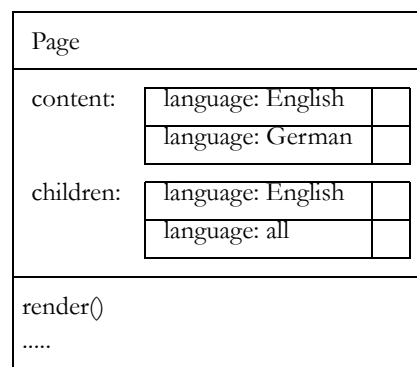 Page
content: language: English
language: German
children: language: English
language: all
render()
.....